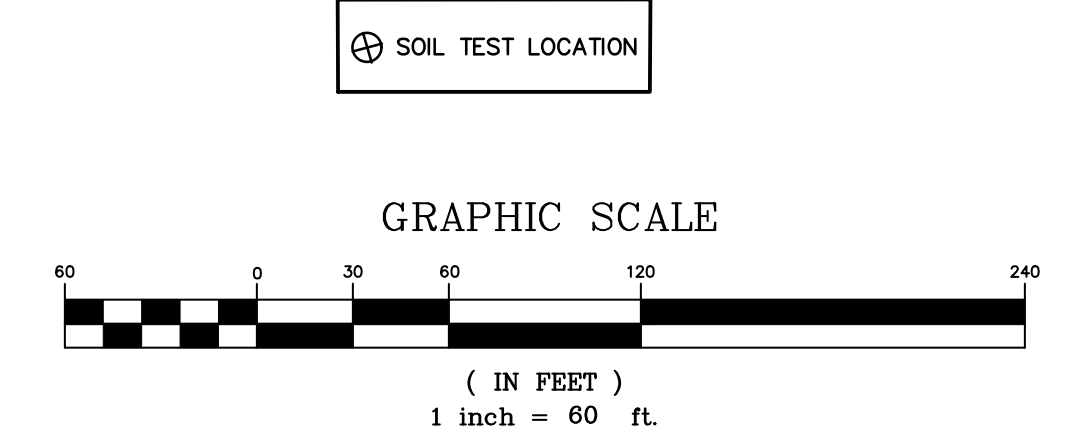 SOIL TEST LOCATION
GRAPHIC SCALE
60 0 30 60 120 240
( IN FEET )
1 inch = 60 ft.